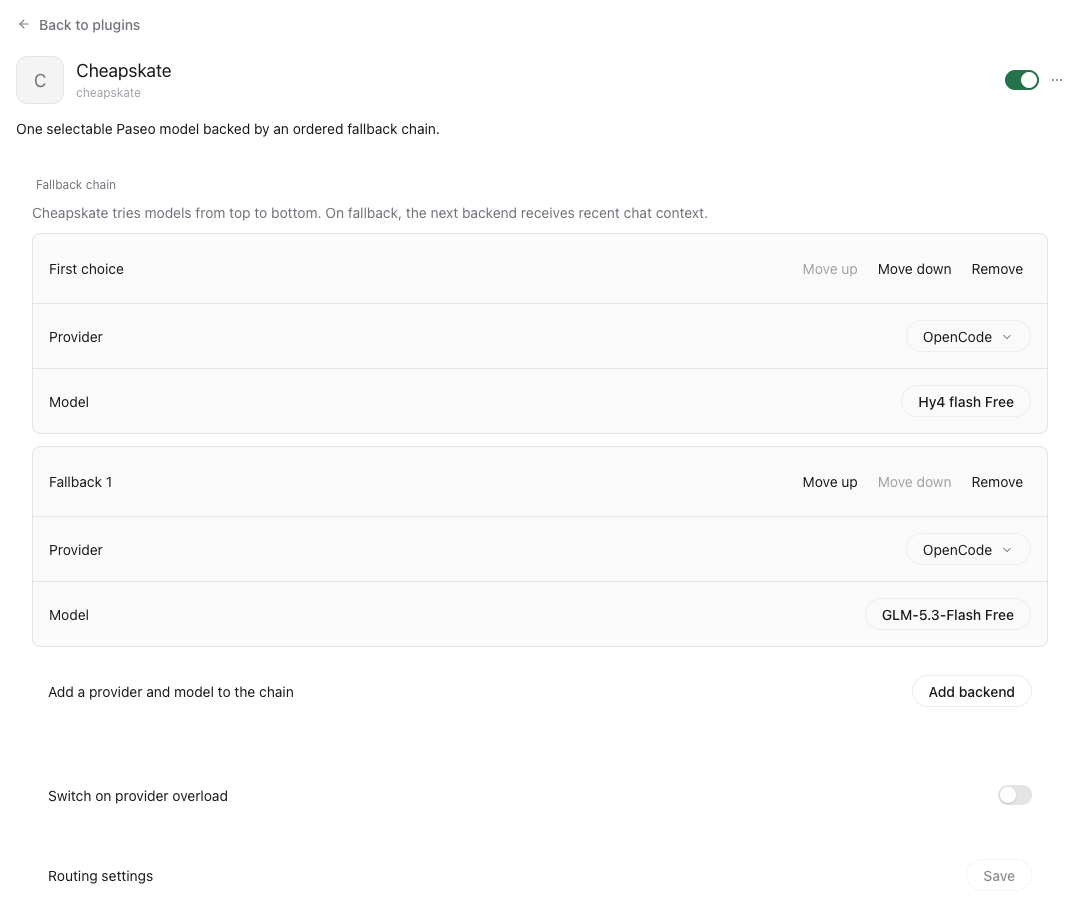 Back to plugins
C
Cheapskate
cheapskate
One selectable Paseo model backed by an ordered fallback chain.
Fallback chain
Cheapskate tries models from top to bottom. On fallback, the next backend receives recent chat context.
First choice Move up Move down Remove
Provider OpenCode
Model Hy4 flash Free
Fallback 1 Move up Move down Remove
Provider OpenCode
Model GLM-5.3-Flash Free
Add a provider and model to the chain Add backend
Switch on provider overload
Routing settings Save